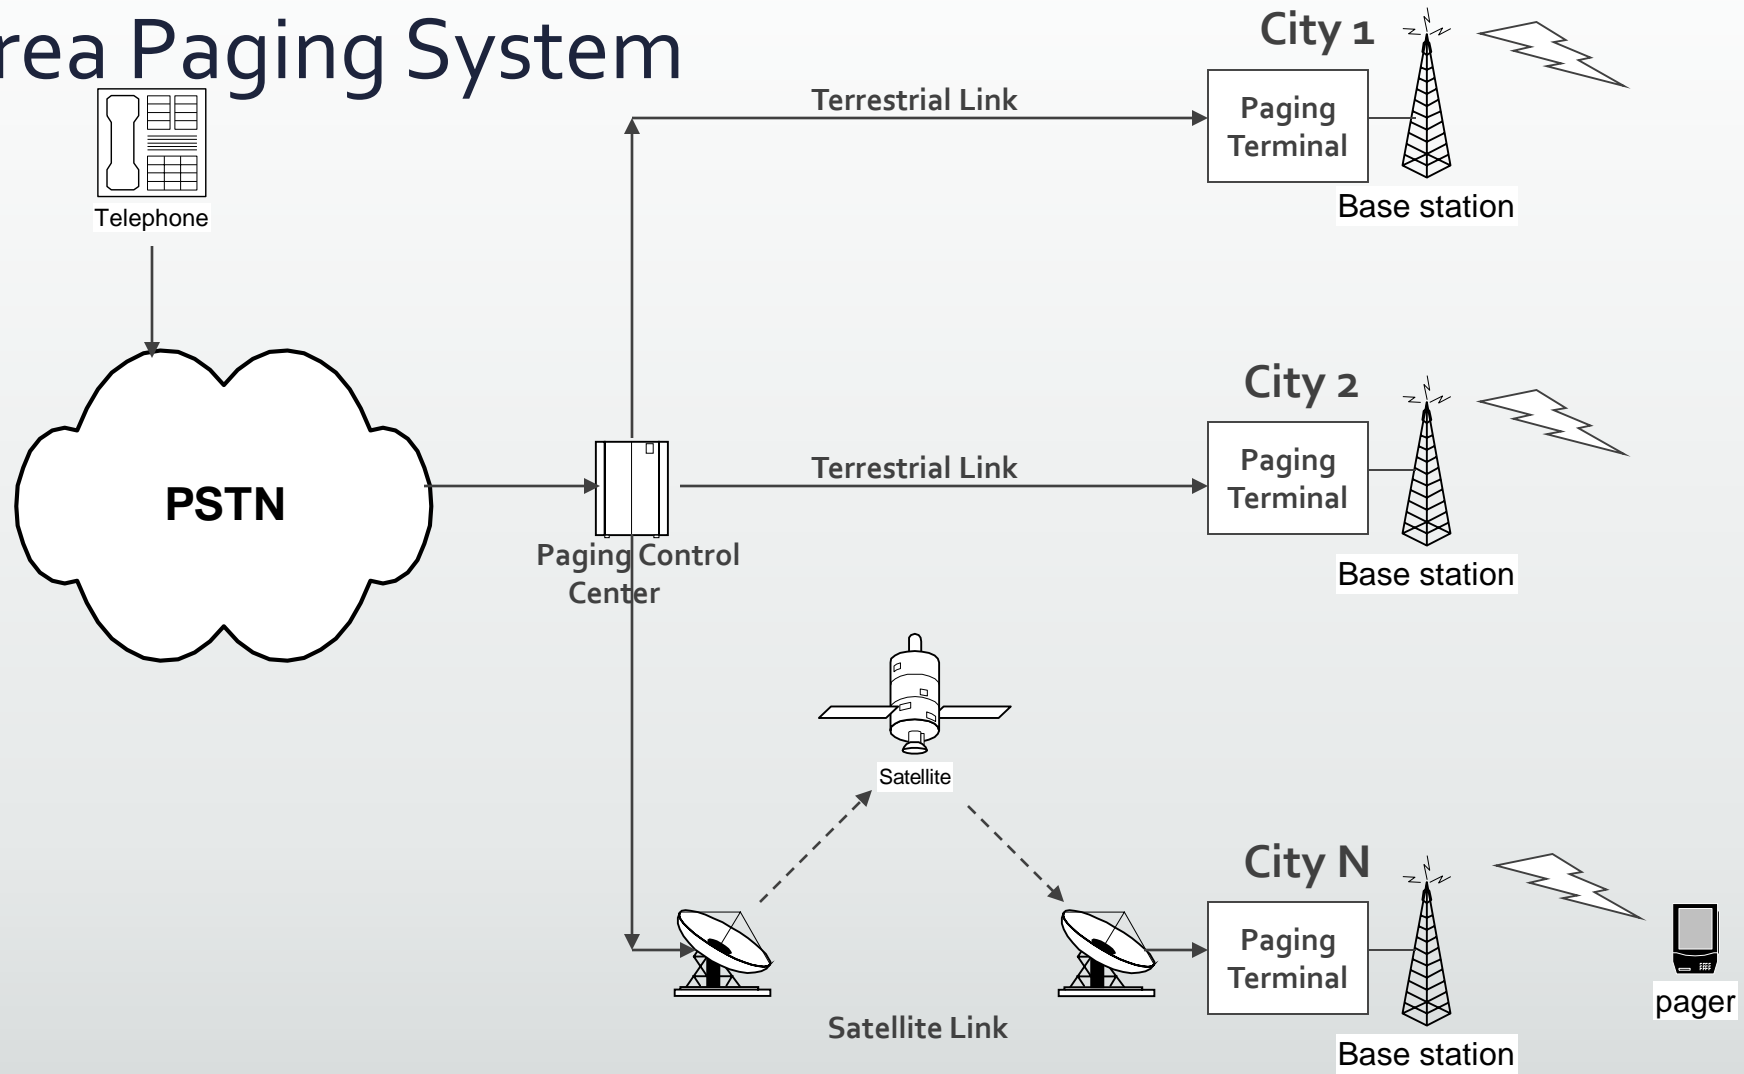 rea Paging System
City 1
Terrestrial Link
Paging
Terminal
Base station
Telephone
City 2
Terrestrial Link
Paging
Terminal
PSTN
Paging Control
Center
Base station
Satellite
City N
Paging
Terminal
pager
Satellite Link
Base station